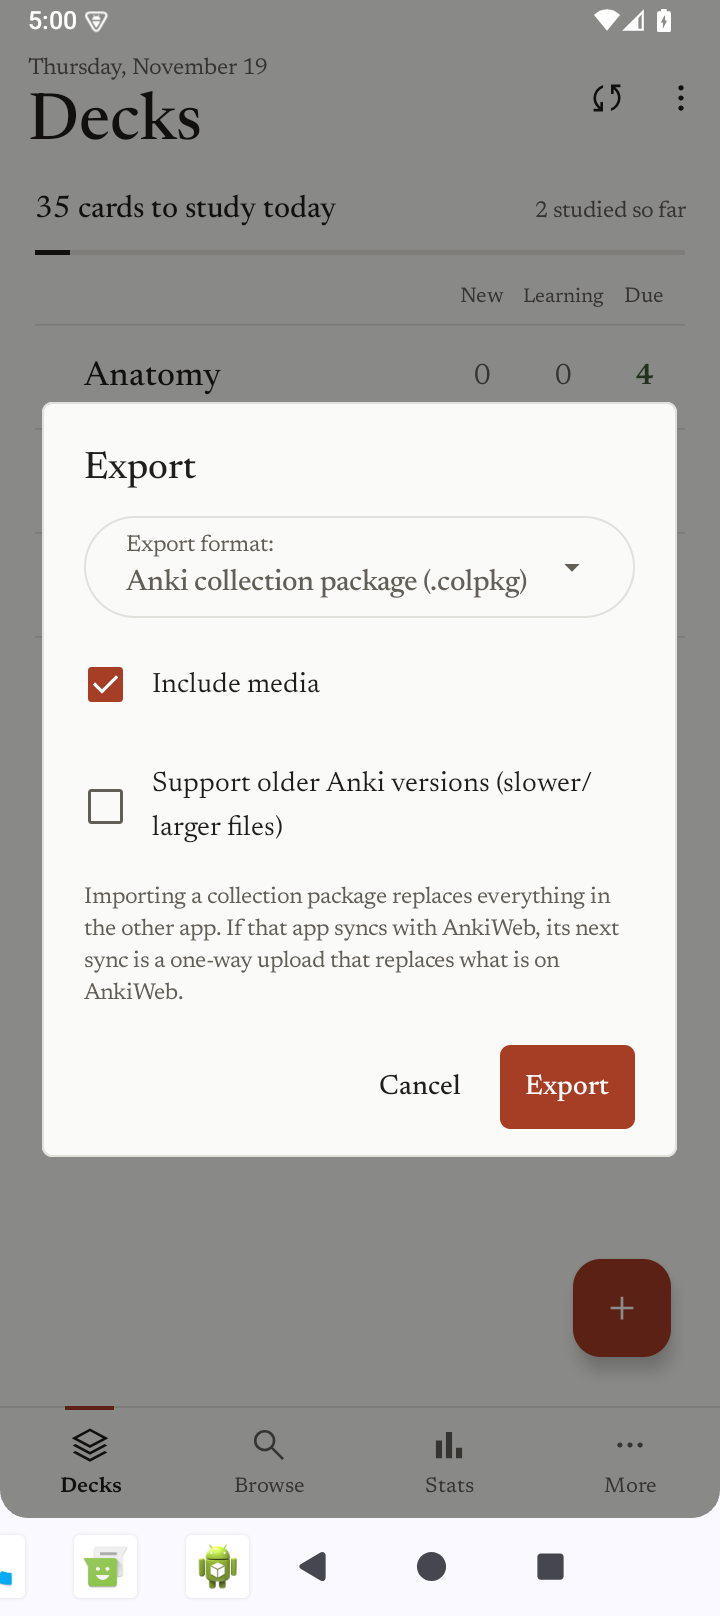 5:00
Thursday, November 19
Decks
35 cards to study today
2 studied so far
New Learning Due
Anatomy 0 0 4
Export
Export format:
Anki collection package (.colpkg)
Include media
Support older Anki versions (slower/
larger files)
Importing a collection package replaces everything in
the other app. If that app syncs with AnkiWeb, its next
sync is a one-way upload that replaces what is on
AnkiWeb.
Cancel Export
Decks Browse Stats More